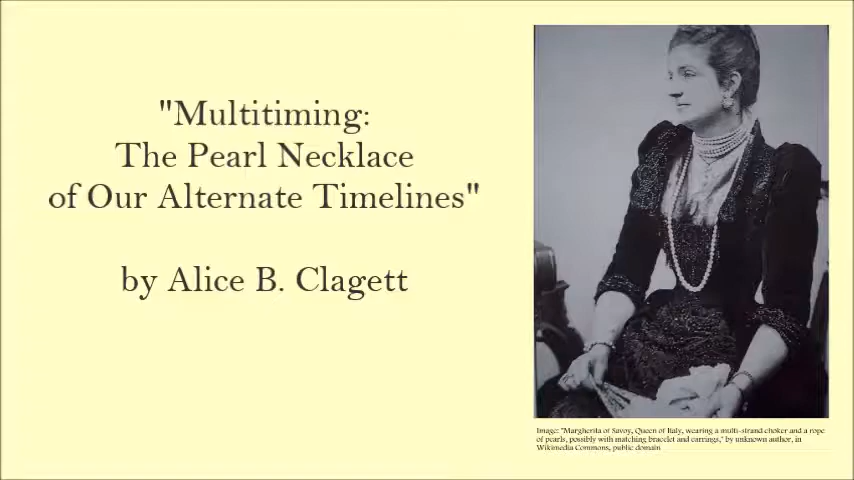 "Multitiming:
The Pearl Necklace
of Our Alternate Timelines"
by Alice B. Clagett
Image: "Margherita of Savoy, Queen of Italy, wearing a multi-strand choker and a rope
of pearls, possibly with matching bracelet and earrings," by unknown author, in
Wikimedia Commons, public domain